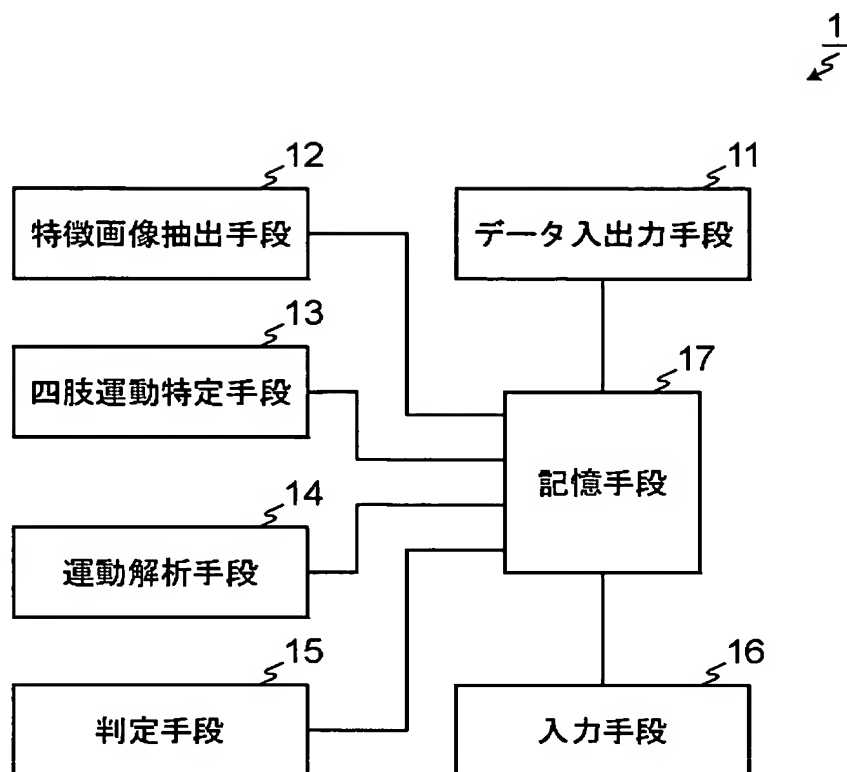 1
12
特徴画像抽出手段
11
データ入出力手段
13
四肢運動特定手段
17
記憶手段
14
運動解析手段
15
判定手段
16
入力手段